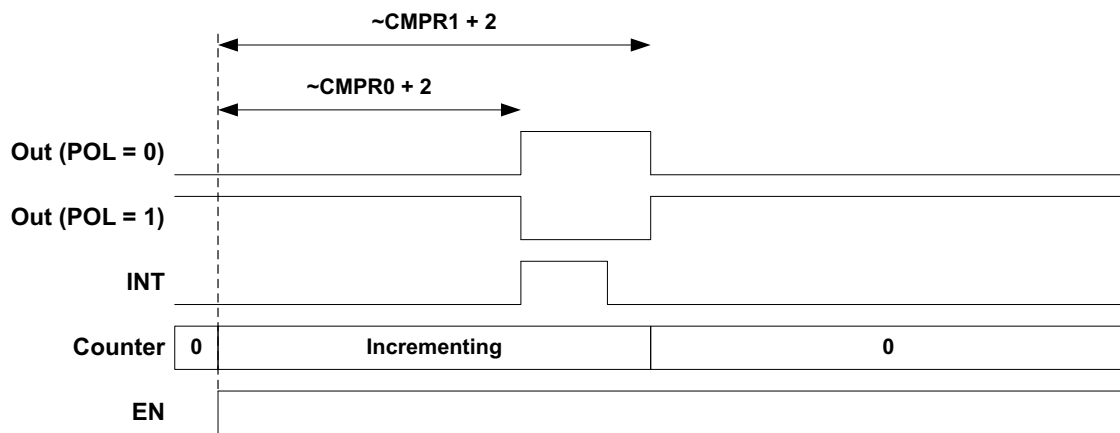 ~CMPR1 + 2
~CMPR0 + 2
Out (POL = 0)
Out (POL = 1)
INT
Counter 0 Incrementing 0
EN